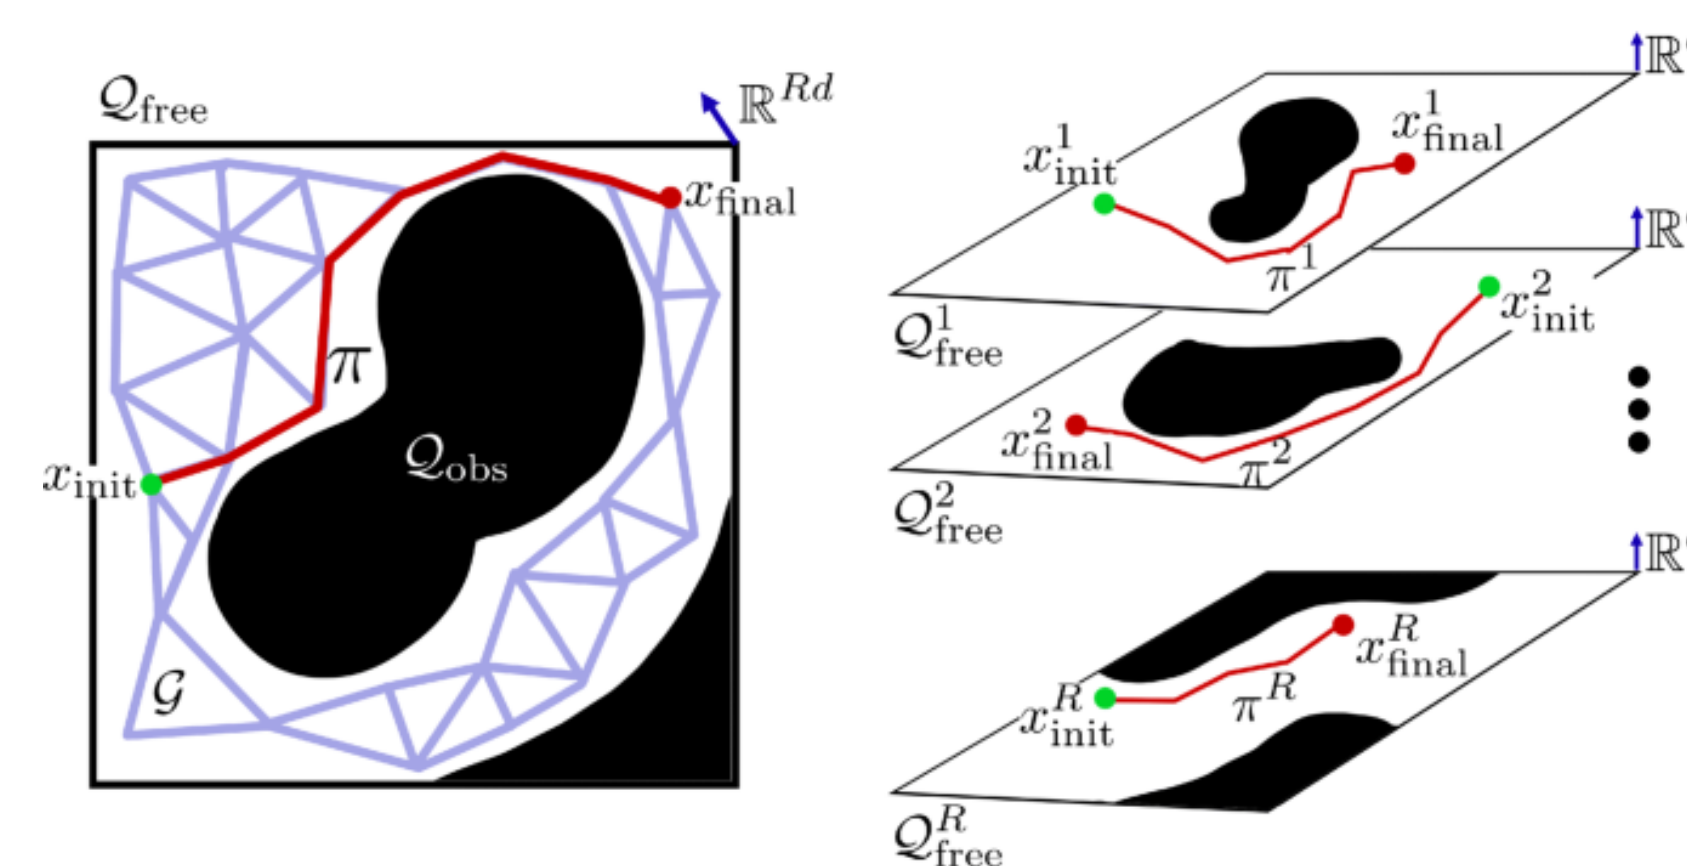 𝒬_free
ℝ^{Rd}
x_final
π
𝒬_obs
x_init
𝒢
ℝ
x^1_init
x^1_final
π^1
𝒬^1_free
ℝ
x^2_init
x^2_final
π^2
𝒬^2_free
ℝ
x^R_final
x^R_init
π^R
𝒬^R_free